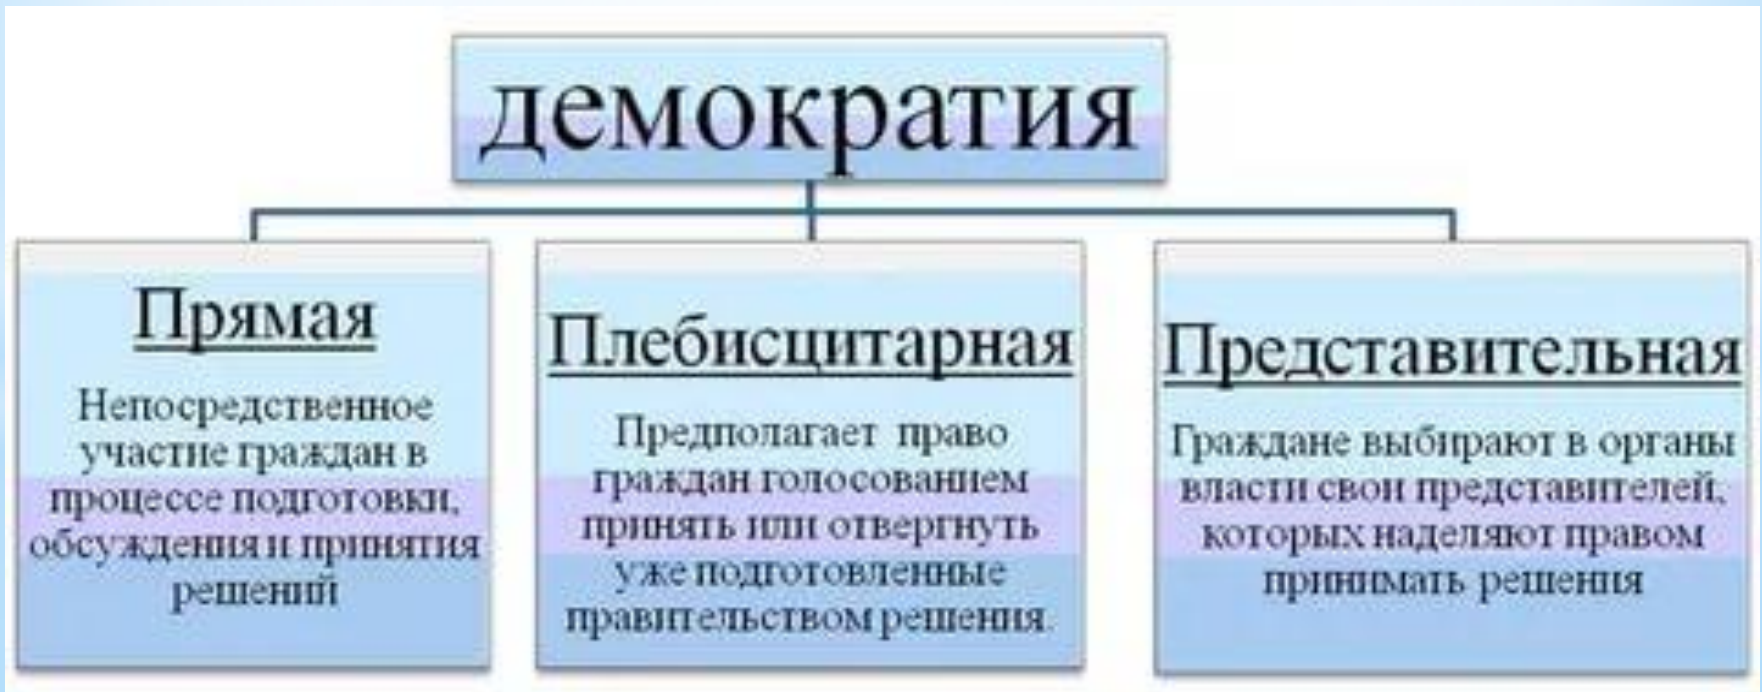 демократия
Прямая
Непосредственное
участие граждан в
процессе подготовки,
обсуждения и принятия
решений
Плебисцитарная
Предполагает право
граждан голосованием
принять или отвергнуть
уже подготовленные
правительством решения.
Представительная
Граждане выбирают в органы
власти свои представителей,
которых наделяют правом
принимать решения